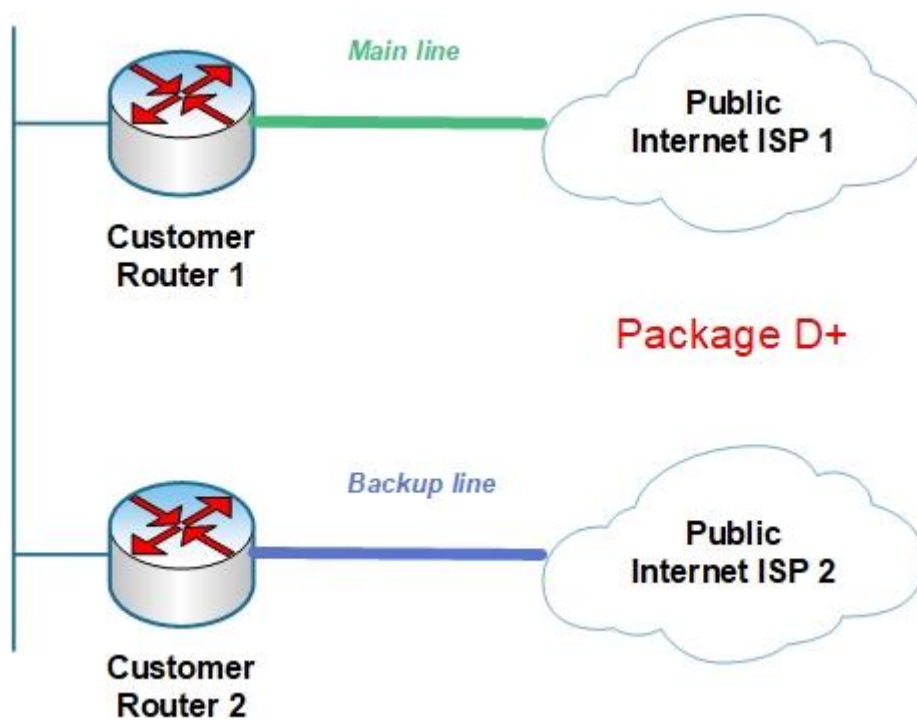 Main line
Public
Internet ISP 1
Customer
Router 1
Package D+
Backup line
Public
Internet ISP 2
Customer
Router 2